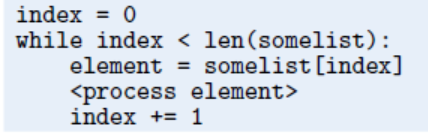 index = 0
while index < len(somelist):
    element = somelist[index]
    <process element>
    index += 1